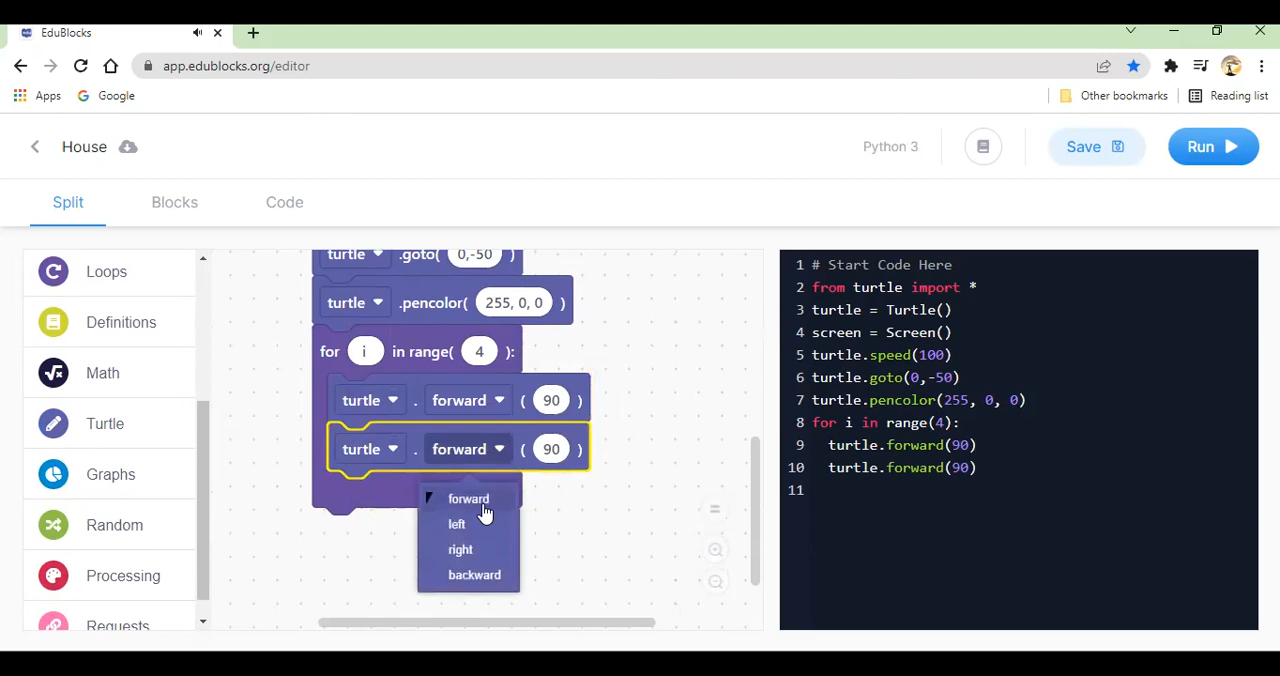 EduBlocks
app.edublocks.org/editor
Apps
Google
Other bookmarks
Reading list
House
Python 3
Save
Run
Split
Blocks
Code
Loops
Definitions
Math
Turtle
Graphs
Random
Processing
Requests
turtle .goto( 0,-50 )
turtle .pencolor( 255, 0, 0 )
for i in range( 4 ):
turtle . forward ( 90 )
turtle . forward ( 90 )
forward
left
right
backward
1 # Start Code Here
2 from turtle import *
3 turtle = Turtle()
4 screen = Screen()
5 turtle.speed(100)
6 turtle.goto(0,-50)
7 turtle.pencolor(255, 0, 0)
8 for i in range(4):
9 turtle.forward(90)
10 turtle.forward(90)
11